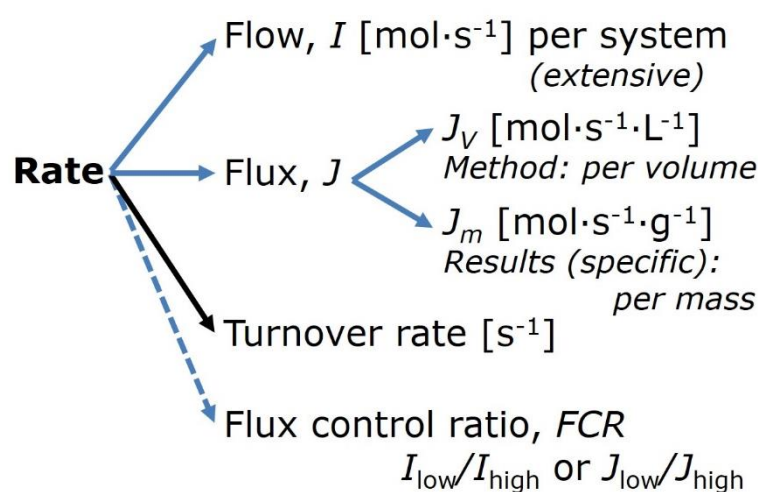 Flow, I [mol·s⁻¹] per system
(extensive)
Rate
Flux, J
J_V [mol·s⁻¹·L⁻¹]
Method: per volume
J_m [mol·s⁻¹·g⁻¹]
Results (specific):
per mass
Turnover rate [s⁻¹]
Flux control ratio, FCR
I_low/I_high or J_low/J_high